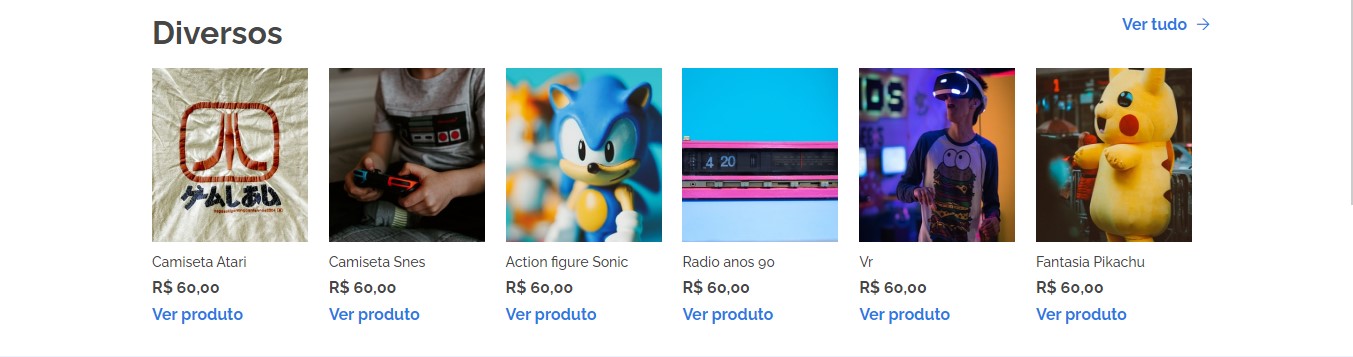 Diversos
Ver tudo
ゲームしあい
4 20
Camiseta Atari
Camiseta Snes
Action figure Sonic
Radio anos 90
Vr
Fantasia Pikachu
R$ 60,00
R$ 60,00
R$ 60,00
R$ 60,00
R$ 60,00
R$ 60,00
Ver produto
Ver produto
Ver produto
Ver produto
Ver produto
Ver produto